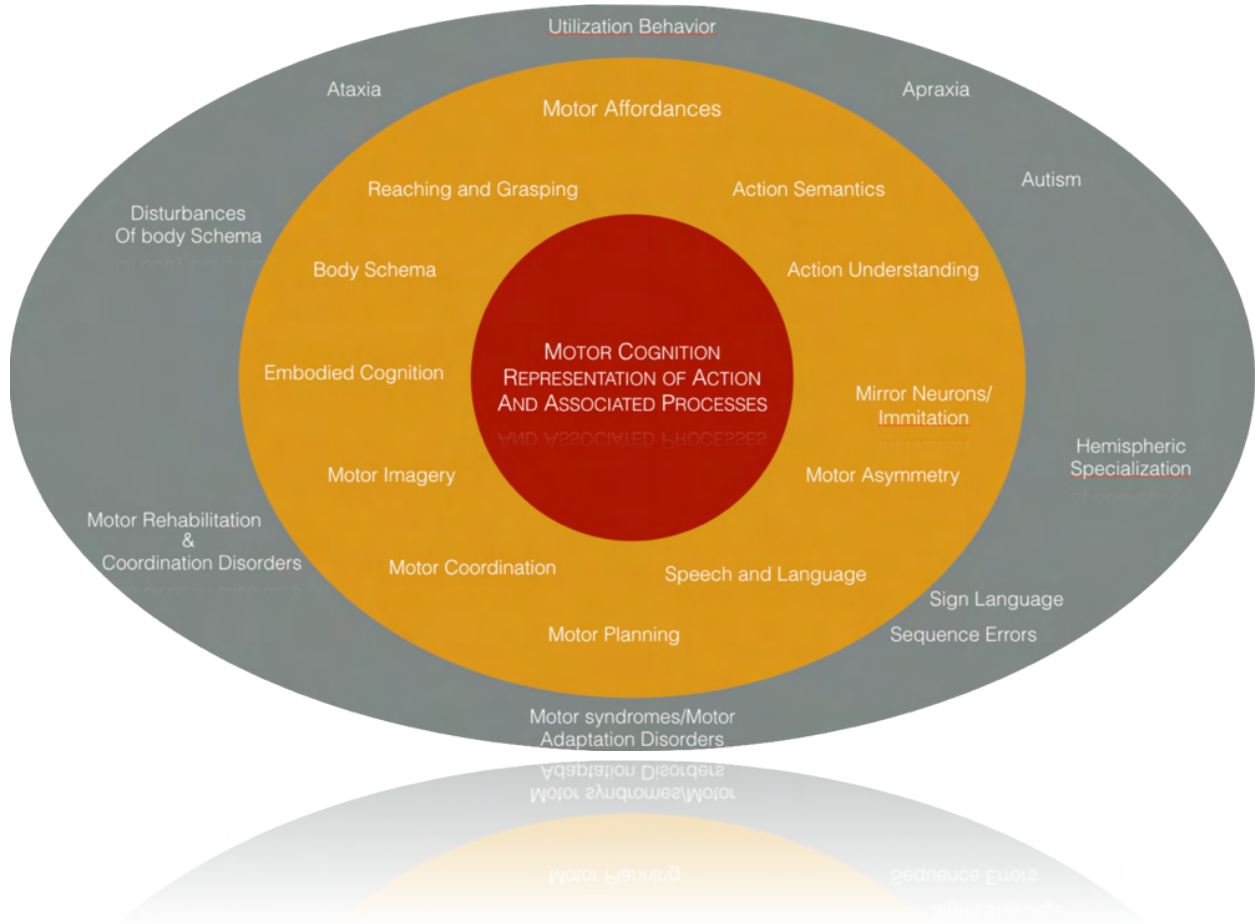 Utilization Behavior
Ataxia
Apraxia
Motor Affordances
Autism
Reaching and Grasping
Action Semantics
Disturbances
Of body Schema
Body Schema
Action Understanding
MOTOR COGNITION
REPRESENTATION OF ACTION
AND ASSOCIATED PROCESSES
Embodied Cognition
Mirror Neurons/
Immitation
Hemispheric
Specialization
Motor Imagery
Motor Asymmetry
Motor Rehabilitation
&
Coordination Disorders
Motor Coordination
Speech and Language
Sign Language
Motor Planning
Sequence Errors
Motor syndromes/Motor
Adaptation Disorders